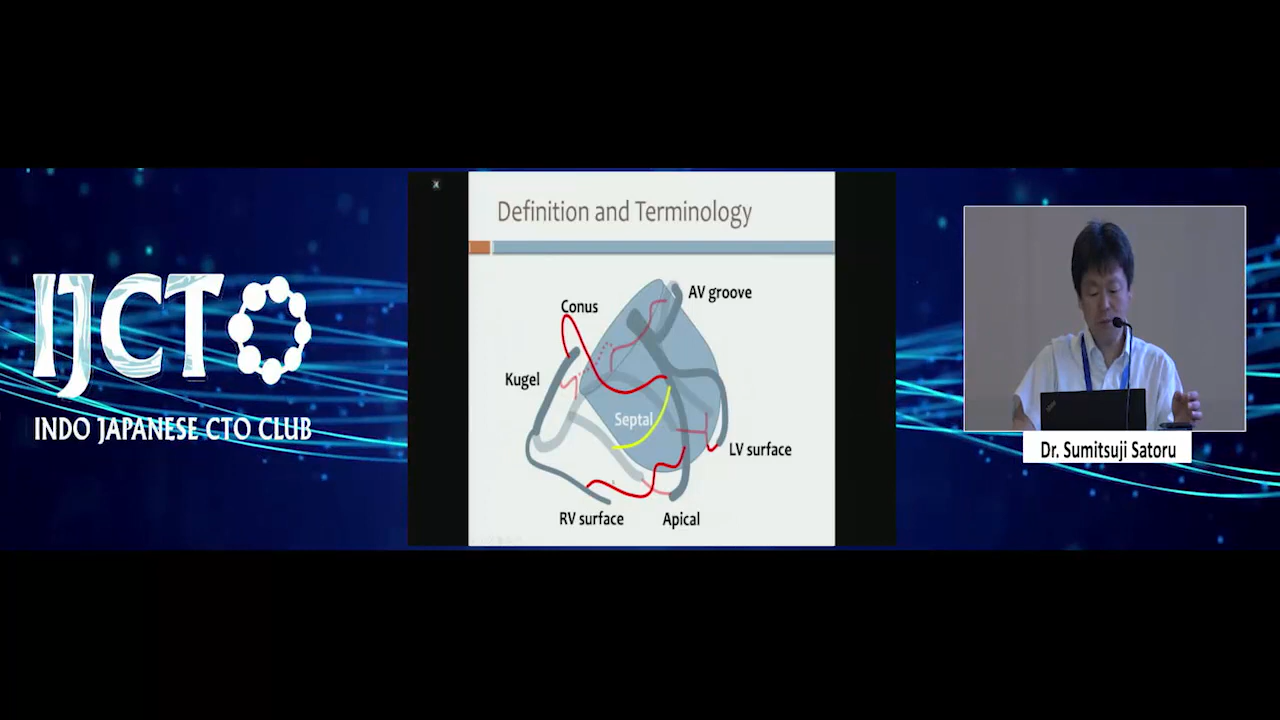 IJCTO
INDO JAPANESE CTO CLUB
Definition and Terminology
AV groove
Conus
Kugel
Septal
LV surface
RV surface
Apical
Dr. Sumitsuji Satoru